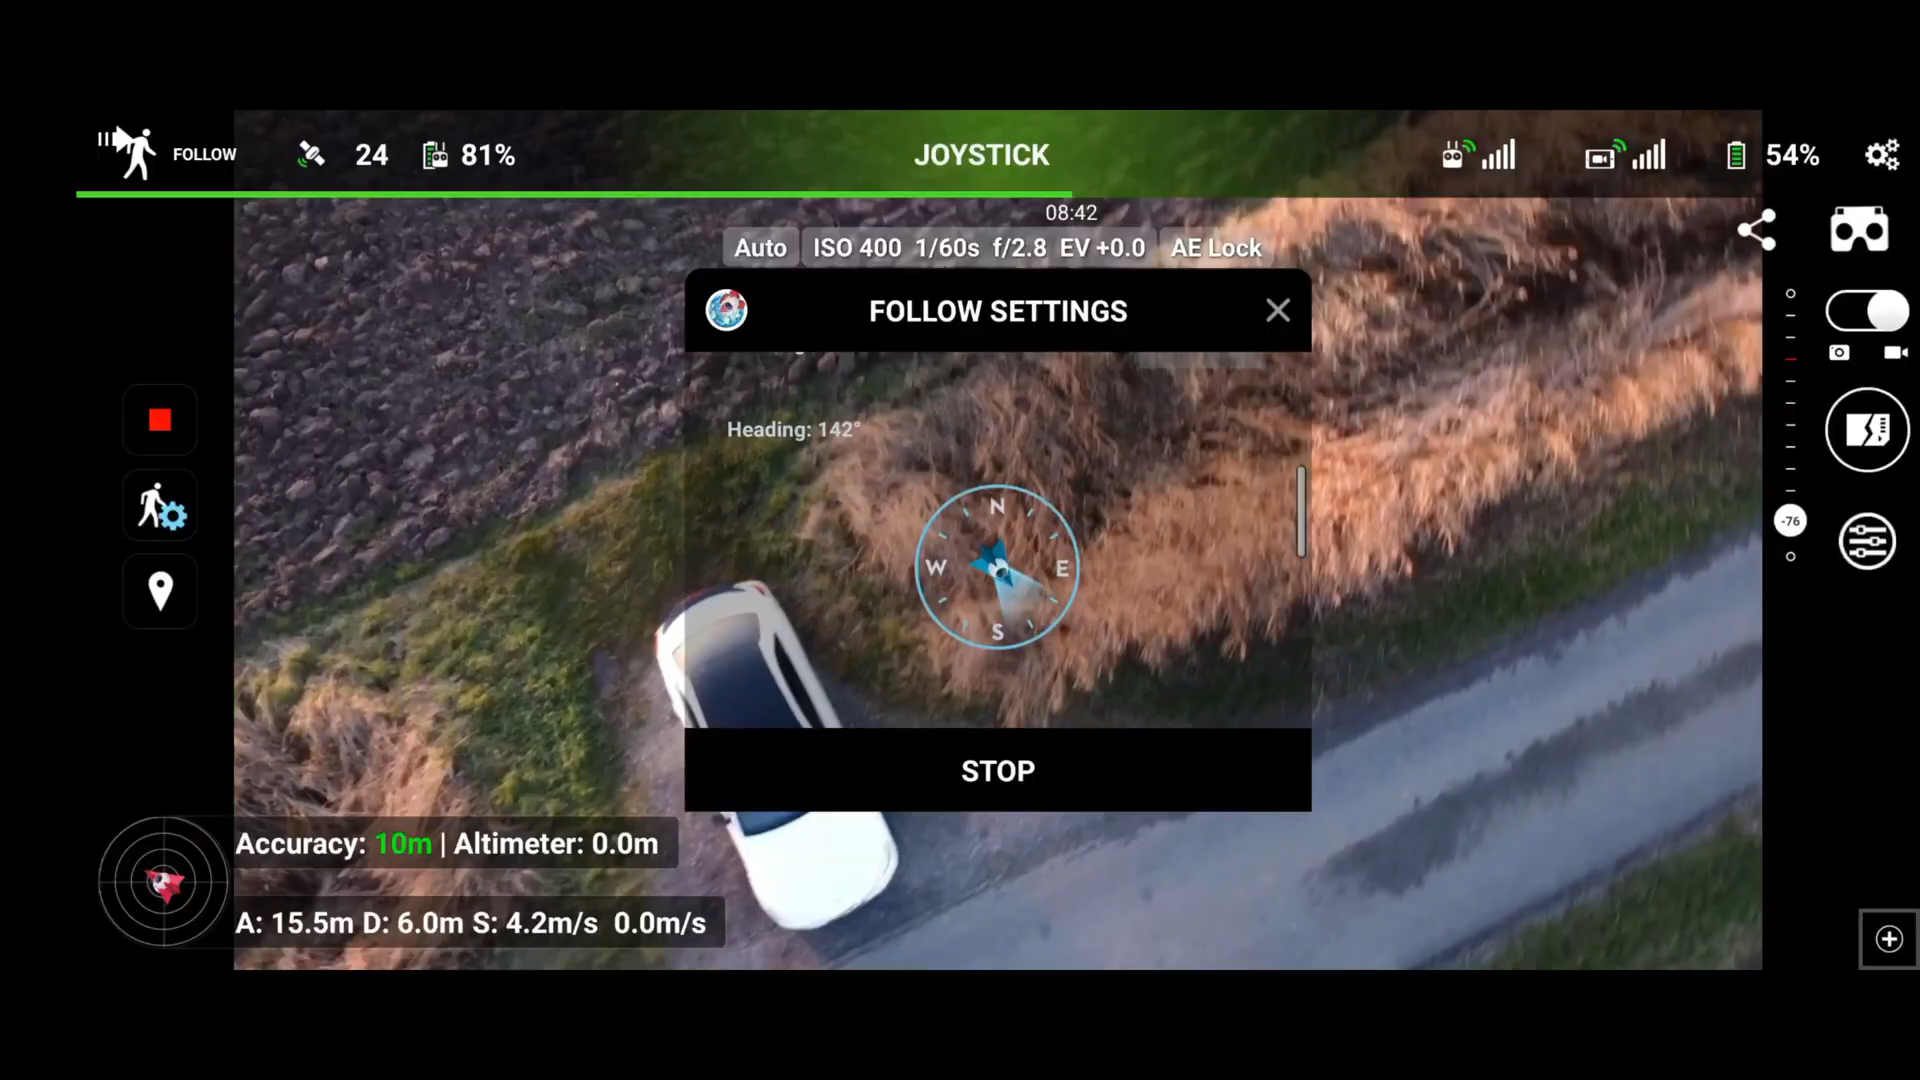 FOLLOW 24 81% JOYSTICK 54%
08:42
Auto ISO 400 1/60s f/2.8 EV +0.0 AE Lock
FOLLOW SETTINGS
Heading: 142°
N
W E
S
-76
STOP
Accuracy: 10m | Altimeter: 0.0m
A: 15.5m D: 6.0m S: 4.2m/s 0.0m/s